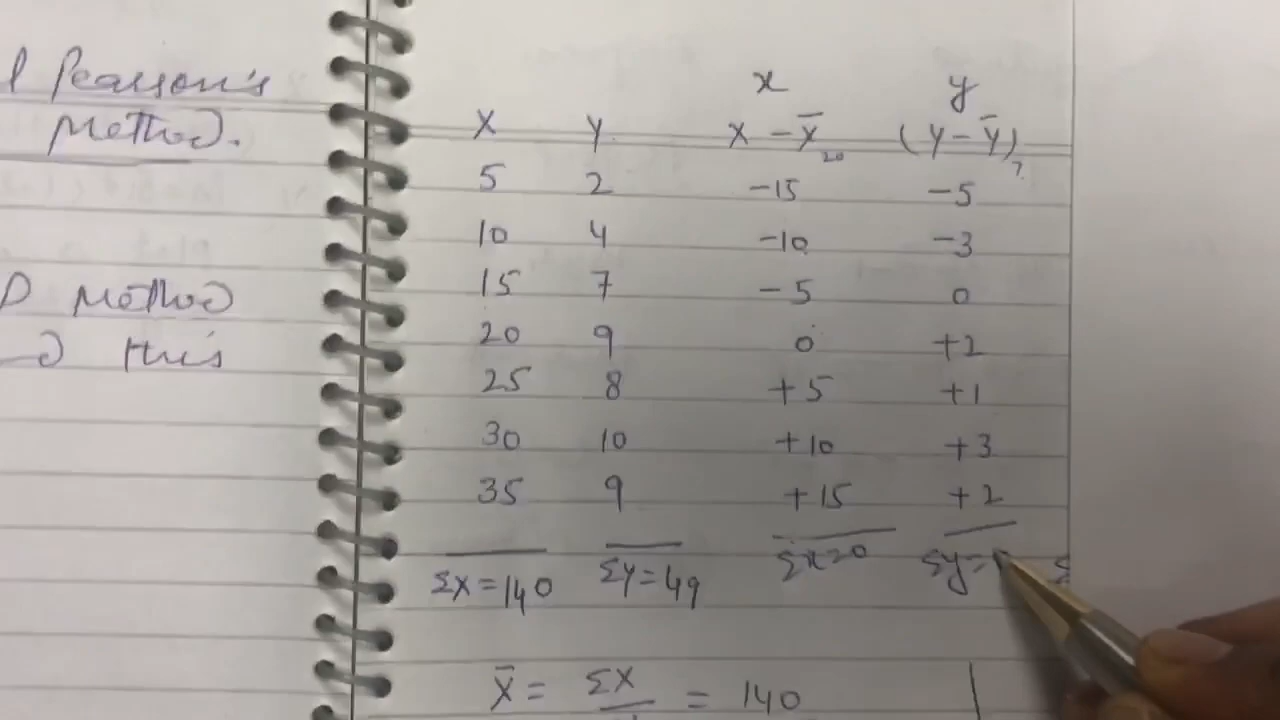 l Pearson's
Method.
D Method
this
x y
X Y X - X̄ 20 (Y - Ȳ) 7
5 2 -15 -5
10 4 -10 -3
15 7 -5 0
20 9 0 +2
25 8 +5 +1
30 10 +10 +3
35 9 +15 +2
ΣX = 140 ΣY = 49 Σx=0 Σy= Σ
X̄ = ΣX = 140